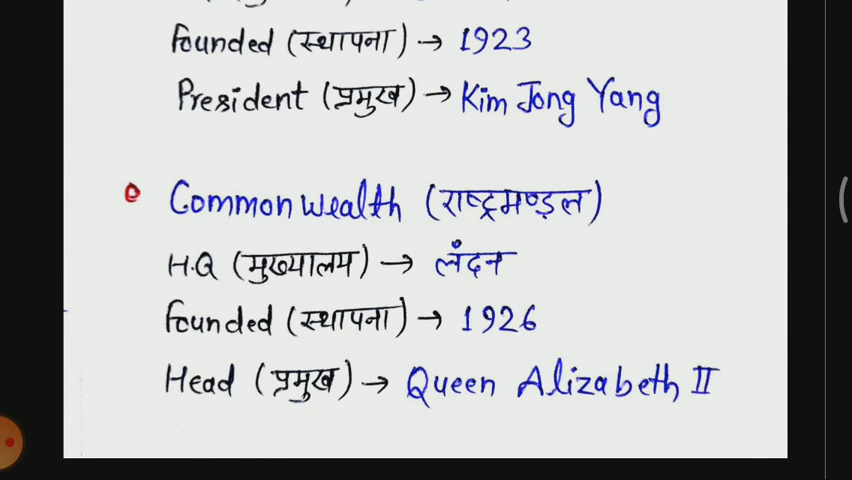 Founded (स्थापना) → 1923
President (प्रमुख) → Kim Jong Yang
Commonwealth (राष्ट्रमण्डल)
H.Q (मुख्यालय) → लंदन
Founded (स्थापना) → 1926
Head (प्रमुख) → Queen Alizabeth II